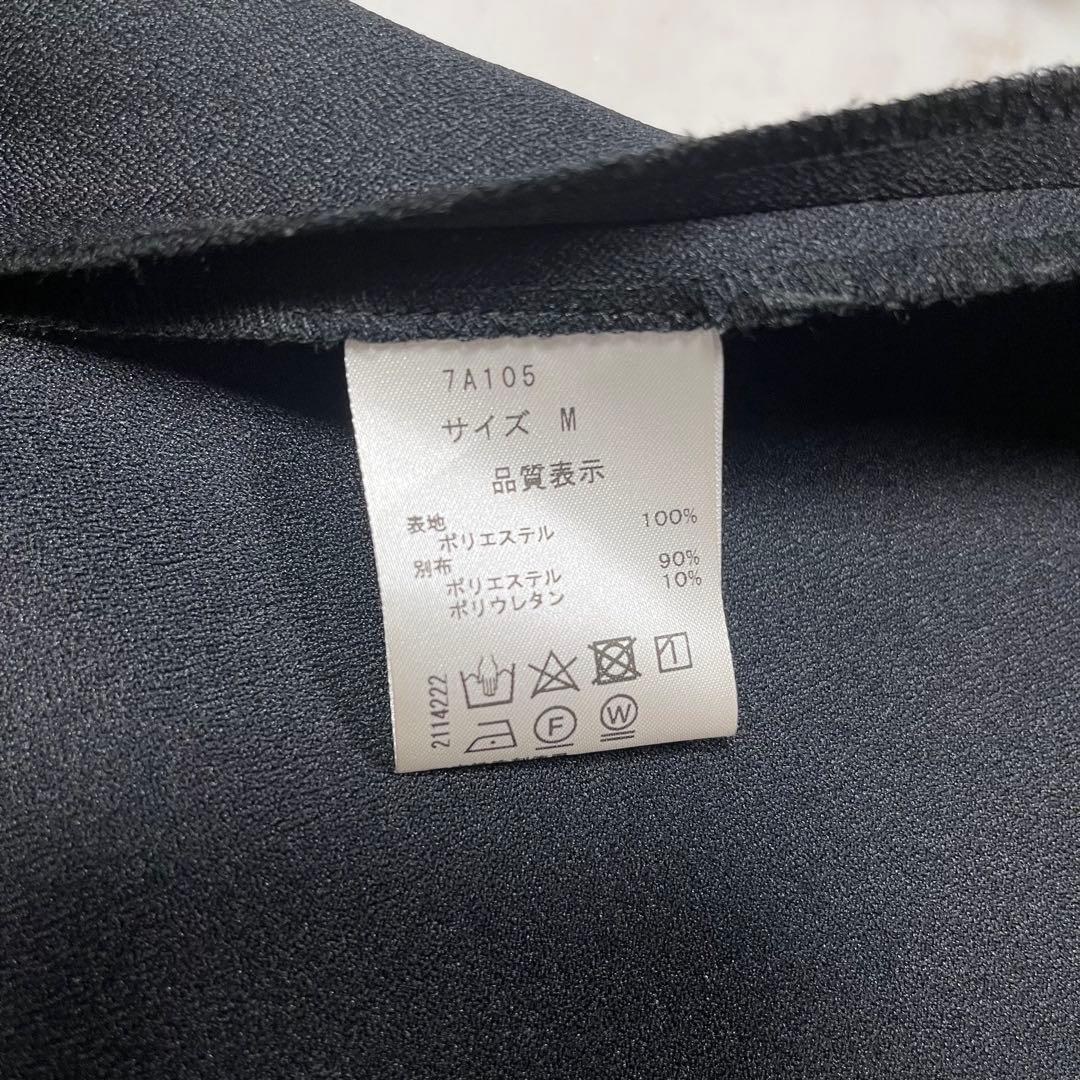 7A105
サイズ M
品質表示
表地
ポリエステル 100%
別布
ポリエステル 90%
ポリウレタン 10%
2114222
F
W